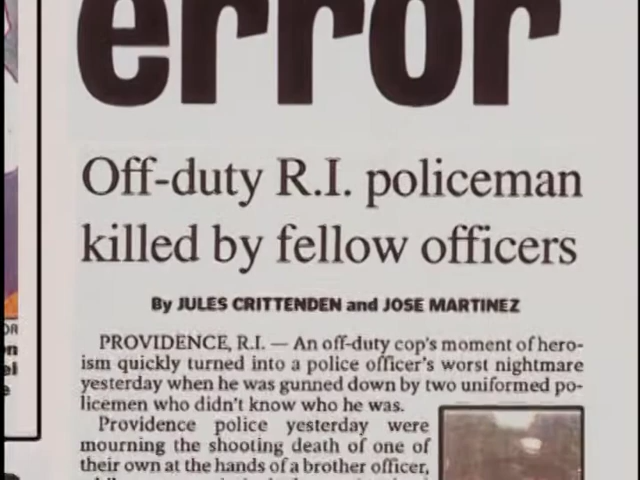 error
Off-duty R.I. policeman
killed by fellow officers
By JULES CRITTENDEN and JOSE MARTINEZ
PROVIDENCE, R.I. — An off-duty cop's moment of hero-
ism quickly turned into a police officer's worst nightmare
yesterday when he was gunned down by two uniformed po-
licemen who didn't know who he was.
Providence police yesterday were
mourning the shooting death of one of
their own at the hands of a brother officer,